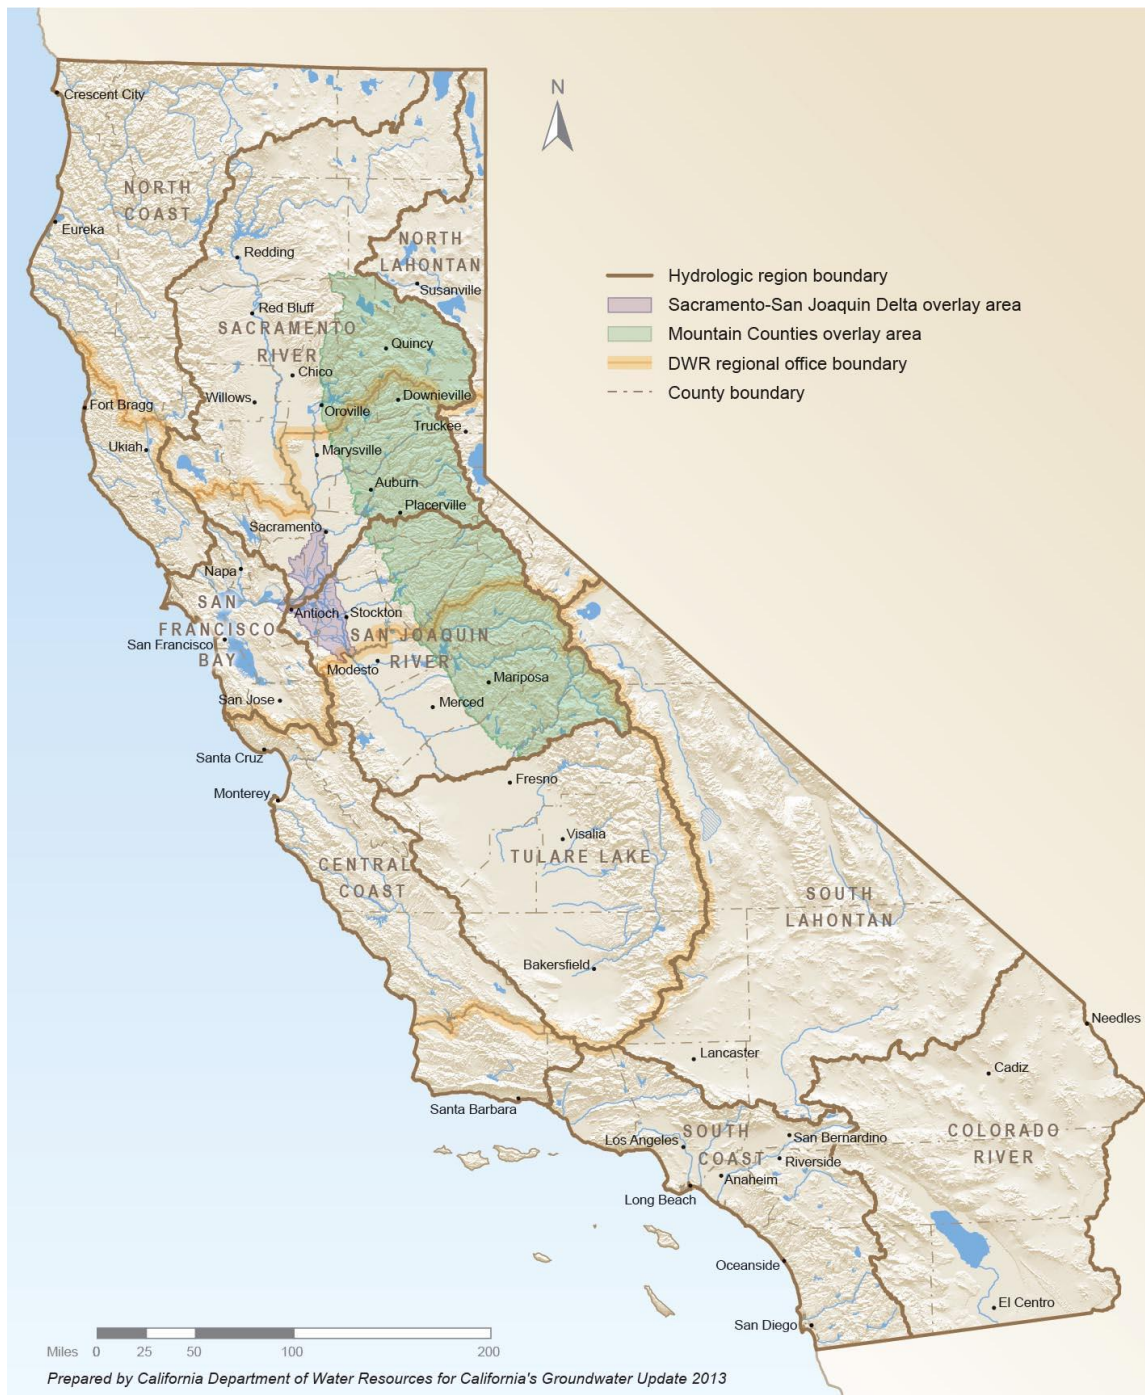 N
Crescent City
NORTH
COAST
Eureka
Redding
NORTH
LAHONTAN
Susanville
Hydrologic region boundary
Sacramento-San Joaquin Delta overlay area
Mountain Counties overlay area
DWR regional office boundary
County boundary
Red Bluff
SACRAMENTO
RIVER
Quincy
Chico
Willows
Oroville
Downieville
Truckee
Fort Bragg
Ukiah
Marysville
Auburn
Placerville
Sacramento
Napa
SAN
FRANCISCO
BAY
Antioch
Stockton
SAN JOAQUIN
RIVER
San Francisco
Modesto
Mariposa
San Jose
Merced
Santa Cruz
Monterey
Fresno
Visalia
TULARE LAKE
CENTRAL
COAST
SOUTH
LAHONTAN
Bakersfield
Needles
Lancaster
Cadiz
Santa Barbara
Los Angeles
SOUTH
COAST
San Bernardino
Riverside
Anaheim
COLORADO
RIVER
Long Beach
Oceanside
El Centro
San Diego
Miles 0 25 50 100 200
Prepared by California Department of Water Resources for California's Groundwater Update 2013